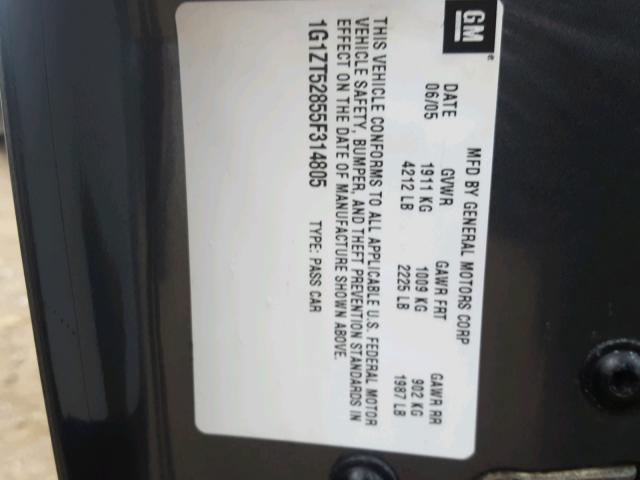 GM
MFD BY GENERAL MOTORS CORP
DATE GVWR GAWR FRT GAWR RR
06/05 1911 KG 1009 KG 902 KG
4212 LB 2225 LB 1987 LB
THIS VEHICLE CONFORMS TO ALL APPLICABLE U.S. FEDERAL MOTOR
VEHICLE SAFETY, BUMPER, AND THEFT PREVENTION STANDARDS IN
EFFECT ON THE DATE OF MANUFACTURE SHOWN ABOVE.
1G1ZT52855F314805 TYPE: PASS CAR